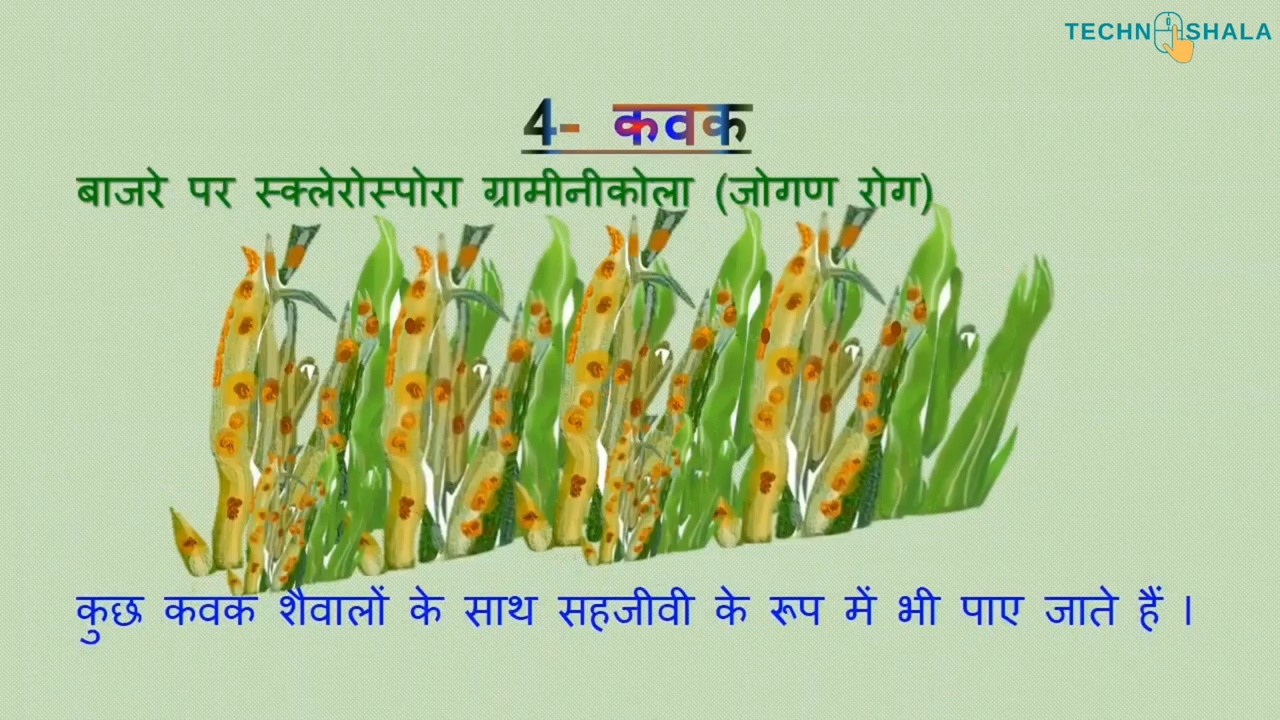 TECHNOSHALA
4- कवक
बाजरे पर स्क्लेरोस्पोरा ग्रामीनीकोला (जोगण रोग)
कुछ कवक शैवालों के साथ सहजीवी के रूप में भी पाए जाते हैं ।